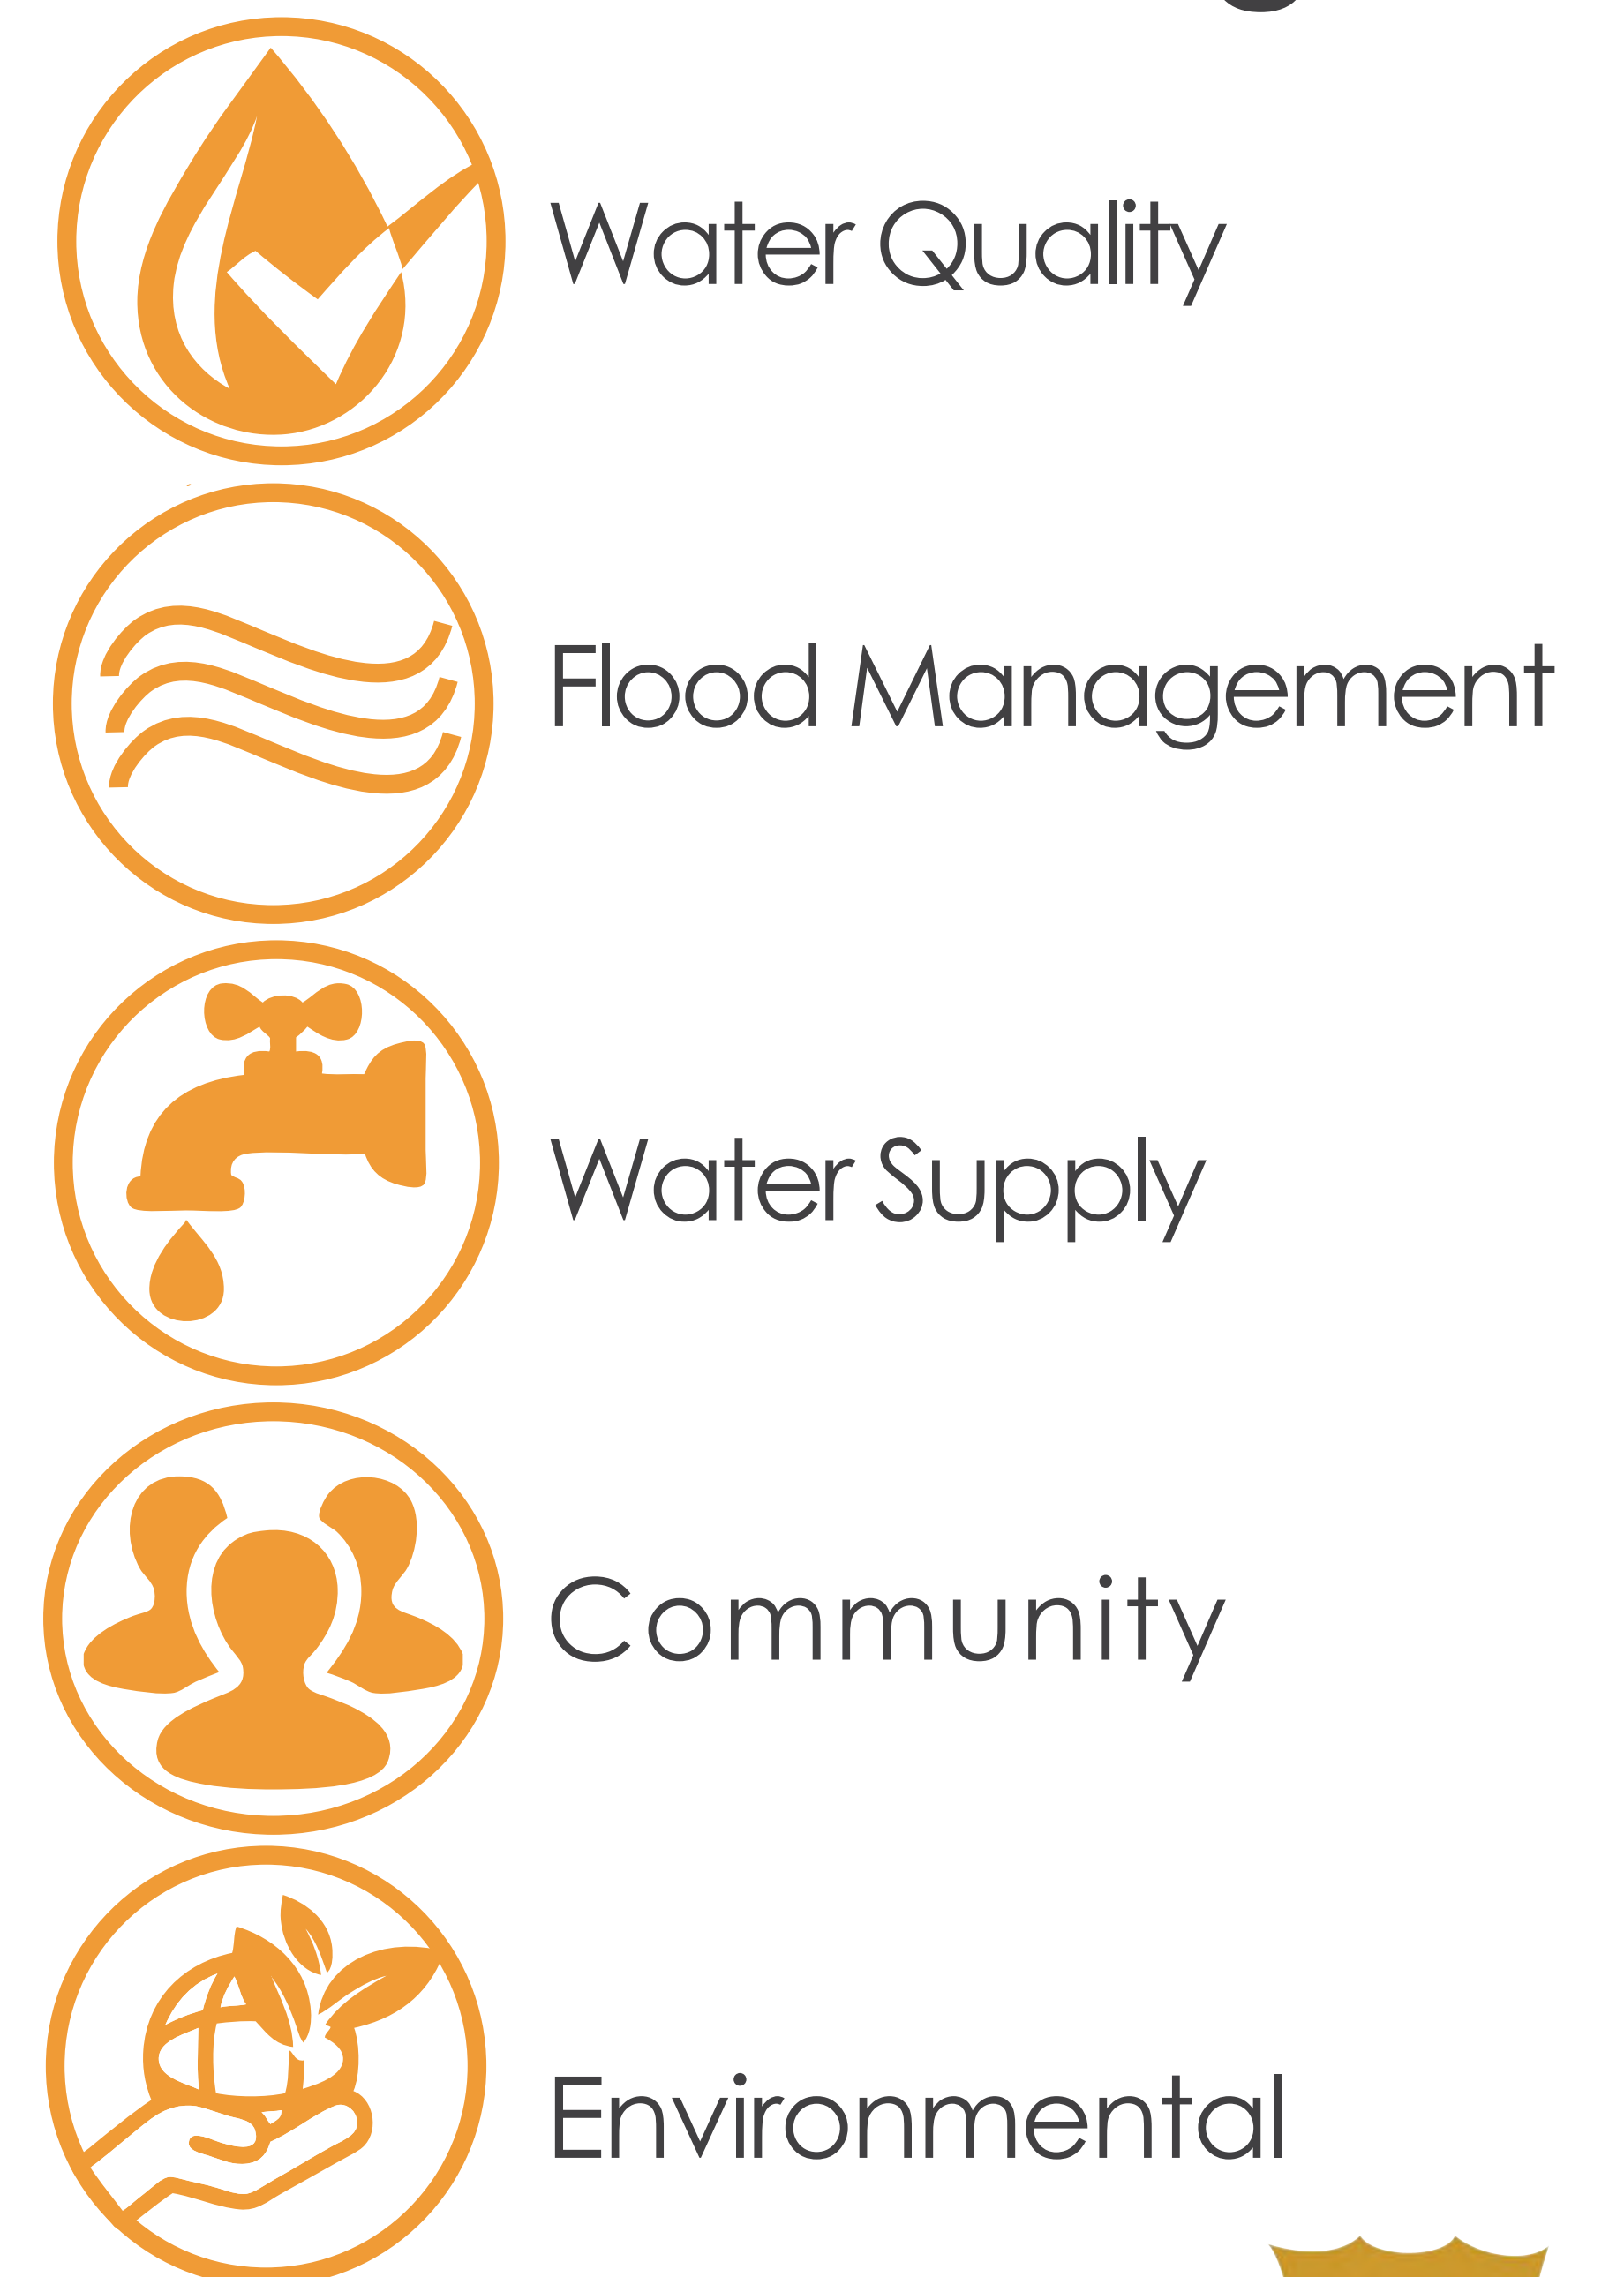 Water Quality
Flood Management
Water Supply
Community
Environmental